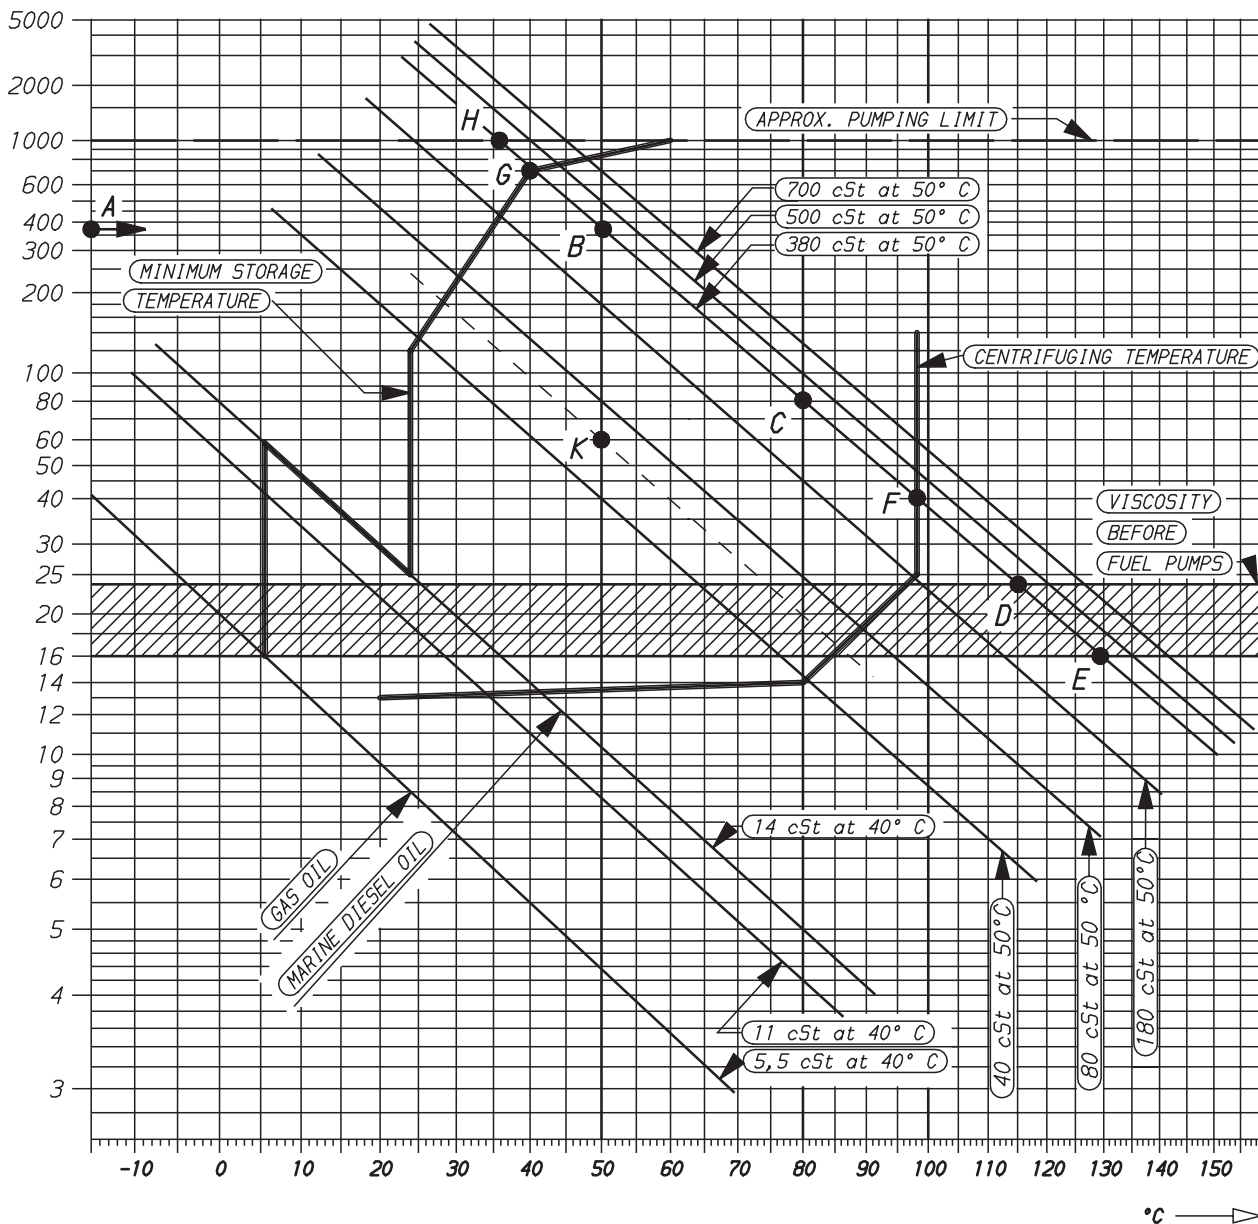 5000
2000
1000
600
400
300
200
100
80
60
50
40
30
25
20
16
14
12
10
9
8
7
6
5
4
3
H
APPROX. PUMPING LIMIT
G
700 cSt at 50° C
500 cSt at 50° C
380 cSt at 50° C
A
B
MINIMUM STORAGE
TEMPERATURE
CENTRIFUGING TEMPERATURE
C
K
F
VISCOSITY
BEFORE
FUEL PUMPS
D
E
14 cSt at 40° C
GAS OIL
MARINE DIESEL OIL
11 cSt at 40° C
5,5 cSt at 40° C
40 cSt at 50°C
80 cSt at 50 °C
180 cSt at 50°C
-10 0 10 20 30 40 50 60 70 80 90 100 110 120 130 140 150
°C